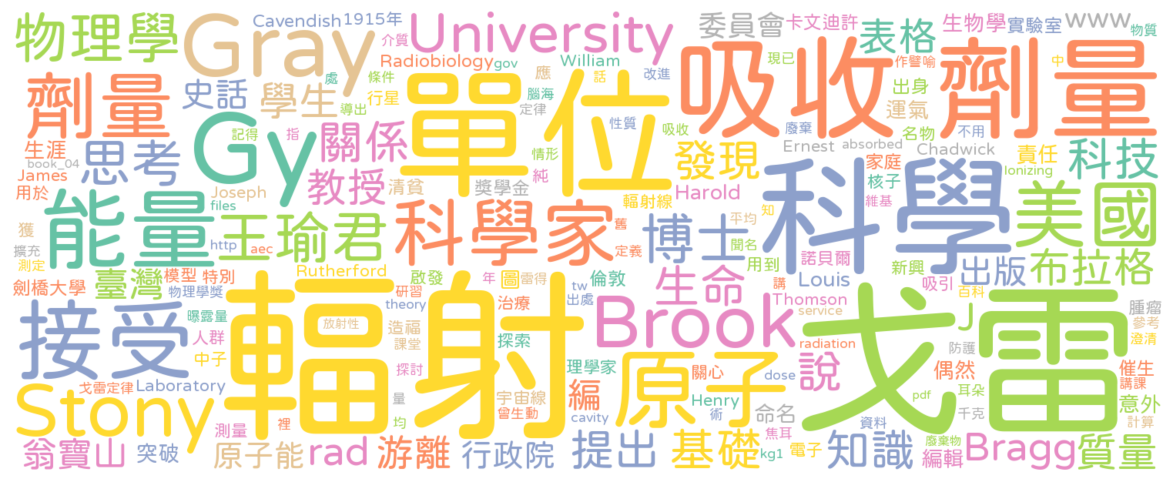 Cavendish 1915年 University 委員會 卡文迪許 生物學 實驗室 www 物質
物理學 Gray 介質 Radiobiology gov William 應 話 改進 表格 現已 作譬喻 中
劑量 史話 學生 處 條件 行星 腦海 定律 單位 吸收 劑量 出身 運氣
導出 性質 吸收 廢棄 名物 不用
生涯 思考 Gy 記得 指 關係 情形 發現 Ernest absorbed Chadwick 責任 科技
book_04 James 用於 Joseph 教授 清貧 獎學金 純 輻射線 Harold 家庭 核子 維基 Ionizing
能量 files 王瑜君 科學家 舊 平均 博士 知 科學 美國
獲 擴充 測定 http aec 定義 聞名 諾貝爾 新興 布拉格
臺灣 模型 特別 Rutherford 啟發 年 圖 雷得 倫敦 用到 講 Louis 吸引 出版
劍橋大學 物理學獎 研習 tw 出處 生命 Thomson 百科
接受 曝露量 人群 中子 輻射 放射性 theory 造福 課堂 治療 探索 Brook service 戈雷 J 腫瘤 參考 澄清
radiation 防護
戈雷定律 Laboratory 探討 理學家 原子 關心 dose 說 偶然 催生 講課
Stony 裡 量 宇宙線 曾生動 編 Henry 命名 pdf 耳朵 意外
測量 均 cavity 術 資料 千克 計算
翁寶山 突破 原子能 rad 游離 行政院 提出 基礎 焦耳 kg1 電子 知識 廢棄物 編輯 Bragg 質量